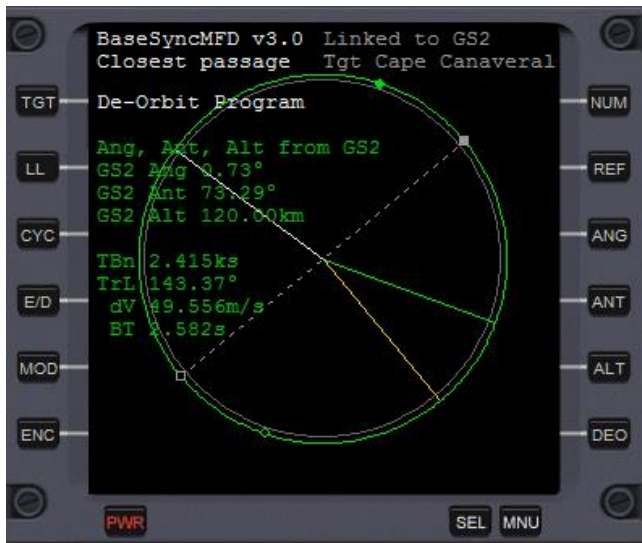 BaseSyncMFD v3.0 Linked to GS2
Closest passage Tgt Cape Canaveral
TGT De-Orbit Program NUM
Ang, Ant, Alt from GS2
LL GS2 Ang 0.73° REF
GS2 Ant 73.29°
GS2 Alt 120.00km
CYC ANG
TBn 2.415ks
TrL 143.37°
E/D dV 49.556m/s ANT
BT 2.582s
MOD ALT
ENC DEO
PWR SEL MNU